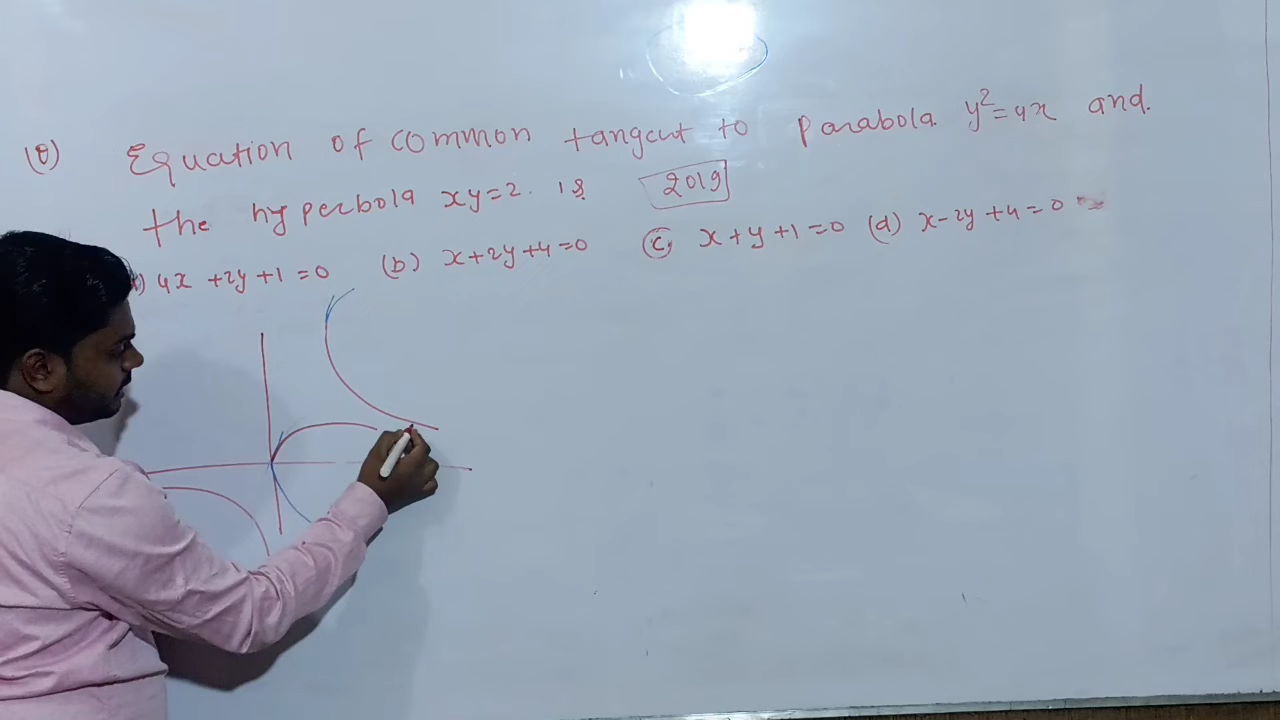 (Q) Equation of common tangent to parabola y²=4x and
the hyperbola xy=2. is 2019
) 4x +2y+1=0 (b) x+2y+4=0 (c) x+y+1=0 (d) x-2y+4=0